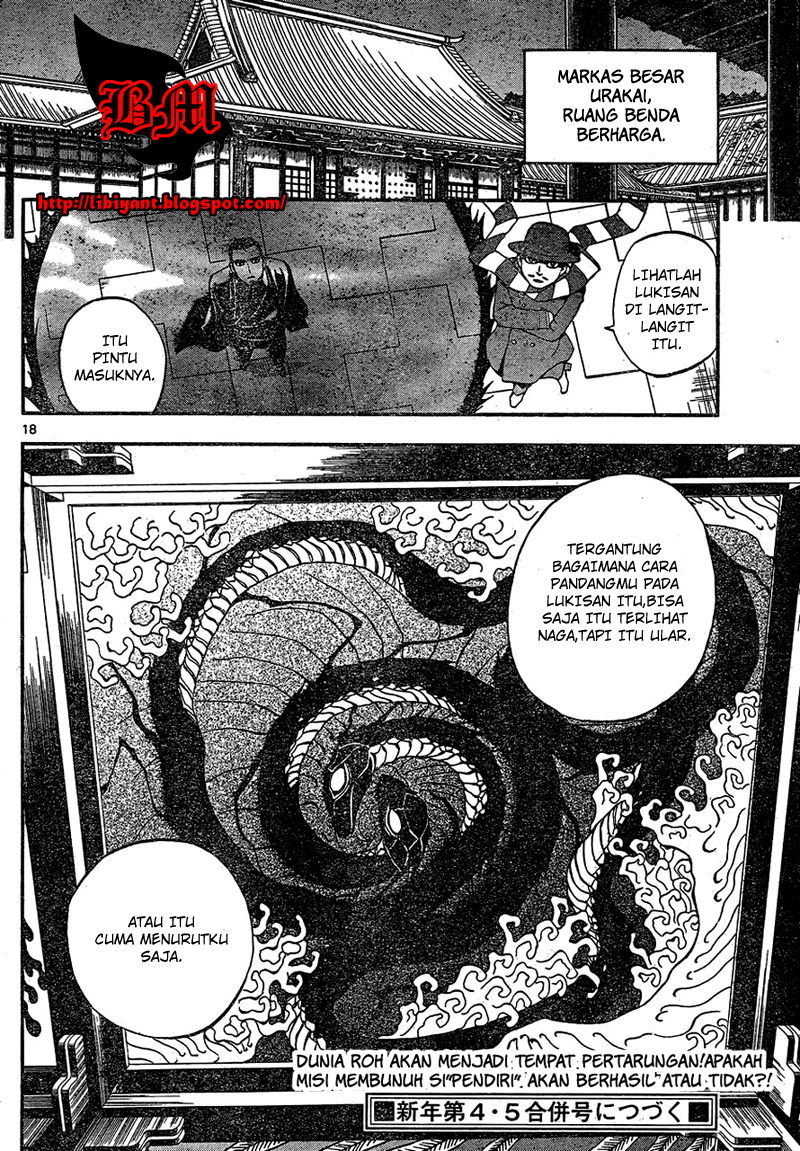 MARKAS BESAR
URAKAI,
RUANG BENDA
BERHARGA.
BM
http://libiyant.blogspot.com/
LIHATLAH
LUKISAN
DI LANGIT-
LANGIT
ITU.
ITU
PINTU
MASUKNYA.
18
TERGANTUNG
BAGAIMANA CARA
PANDANGMU PADA
LUKISAN ITU,BISA
SAJA ITU TERLIHAT
NAGA,TAPI ITU ULAR.
ATAU ITU
CUMA MENURUTKU
SAJA.
DUNIA ROH AKAN MENJADI TEMPAT PERTARUNGAN!APAKAH
MISI MEMBUNUH SI"PENDIRI". AKAN BERHASIL ATAU TIDAK?!
新年第4・5合併号につづく